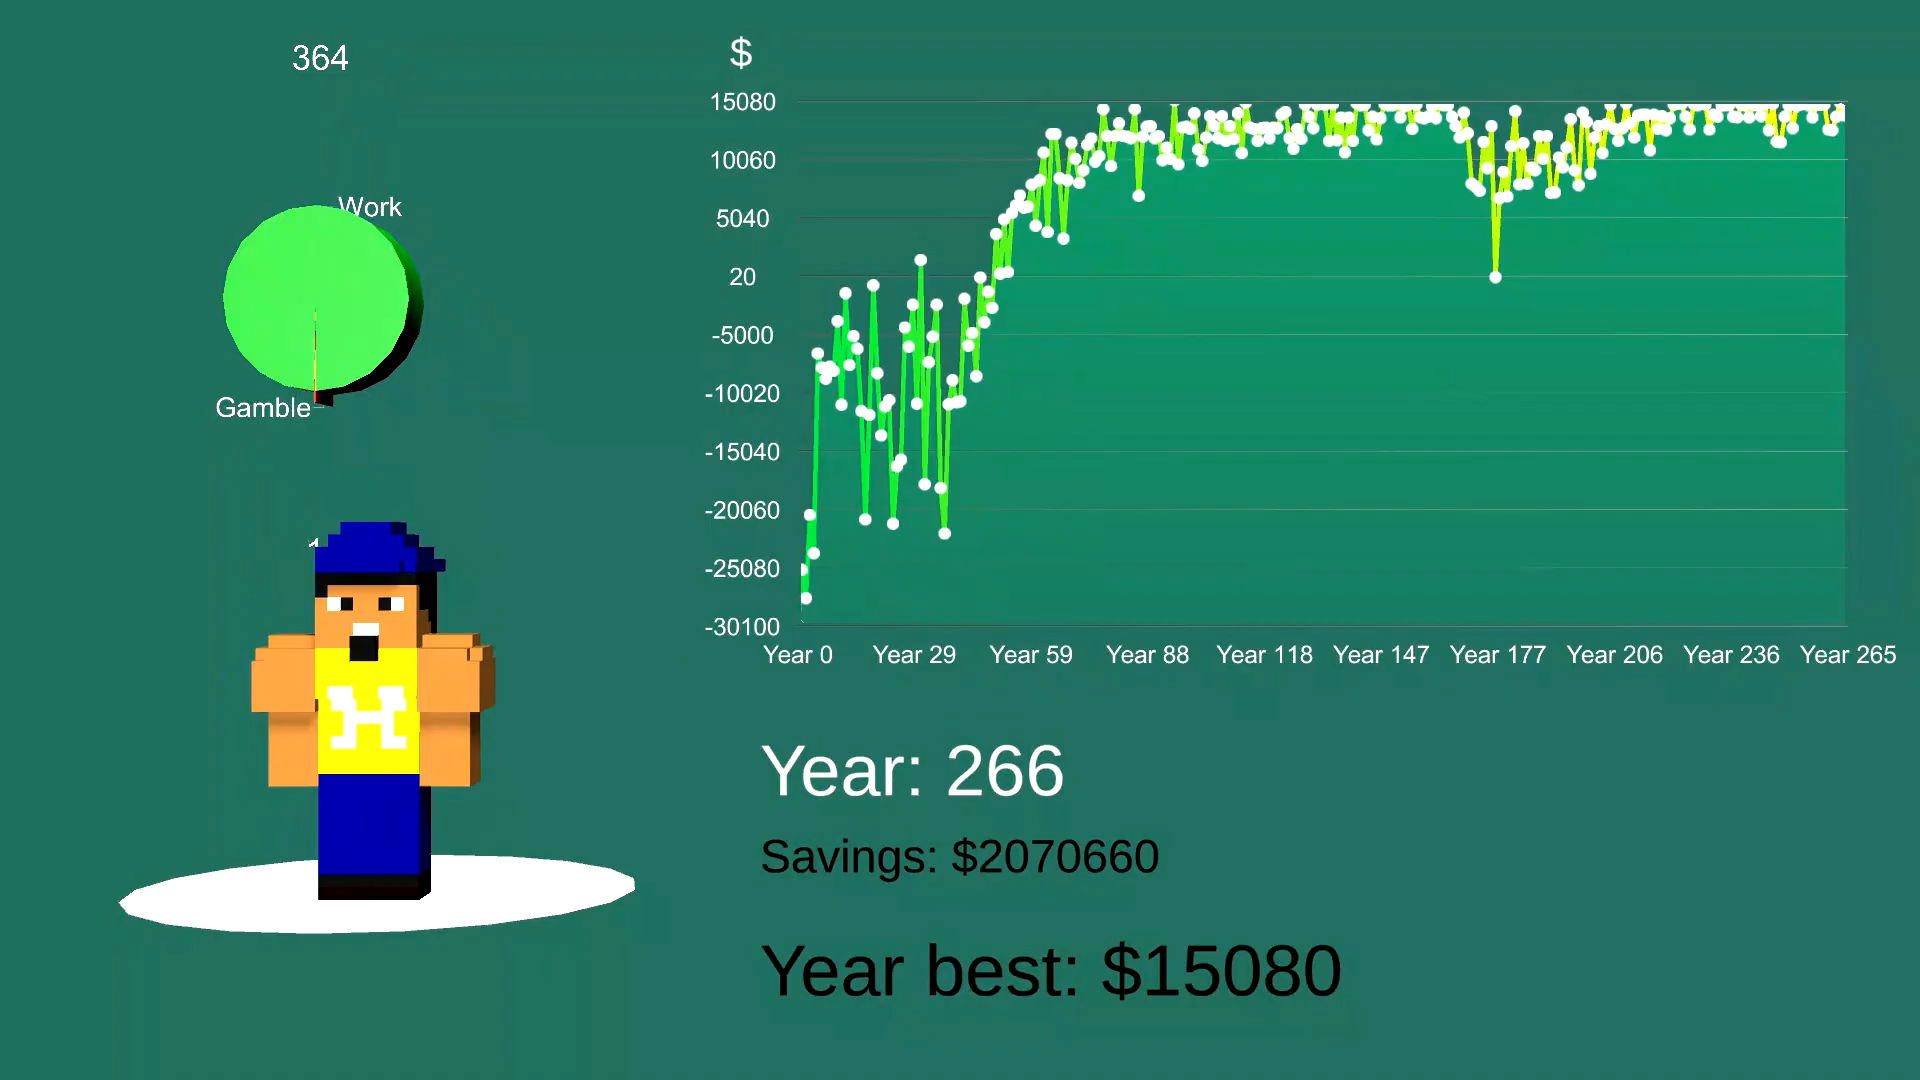 364
Work
Gamble
$
15080
10060
5040
20
-5000
-10020
-15040
-20060
-25080
-30100
Year 0 Year 29 Year 59 Year 88 Year 118 Year 147 Year 177 Year 206 Year 236 Year 265
Year: 266
Savings: $2070660
Year best: $15080